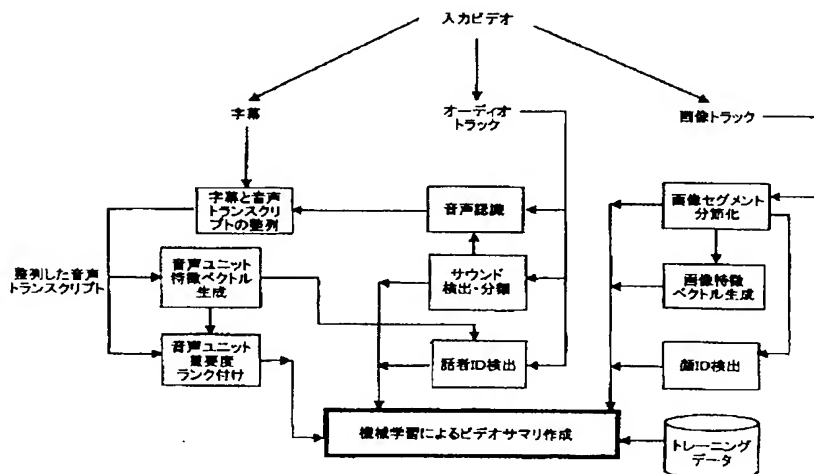 入力ビデオ
字幕
オーディオ
トラック
画像トラック
字幕と音声
トランスクリ
プトの整列
音声認識
画像セグメント
分節化
整列した音声
トランスクリプト
音声ユニット
特徴ベクトル
生成
サウンド
検出・分類
画像特徴
ベクトル生成
音声ユニット
重要度
ランク付け
話者ID検出
顔ID検出
機械学習によるビデオサマリ作成
トレーニング
データ